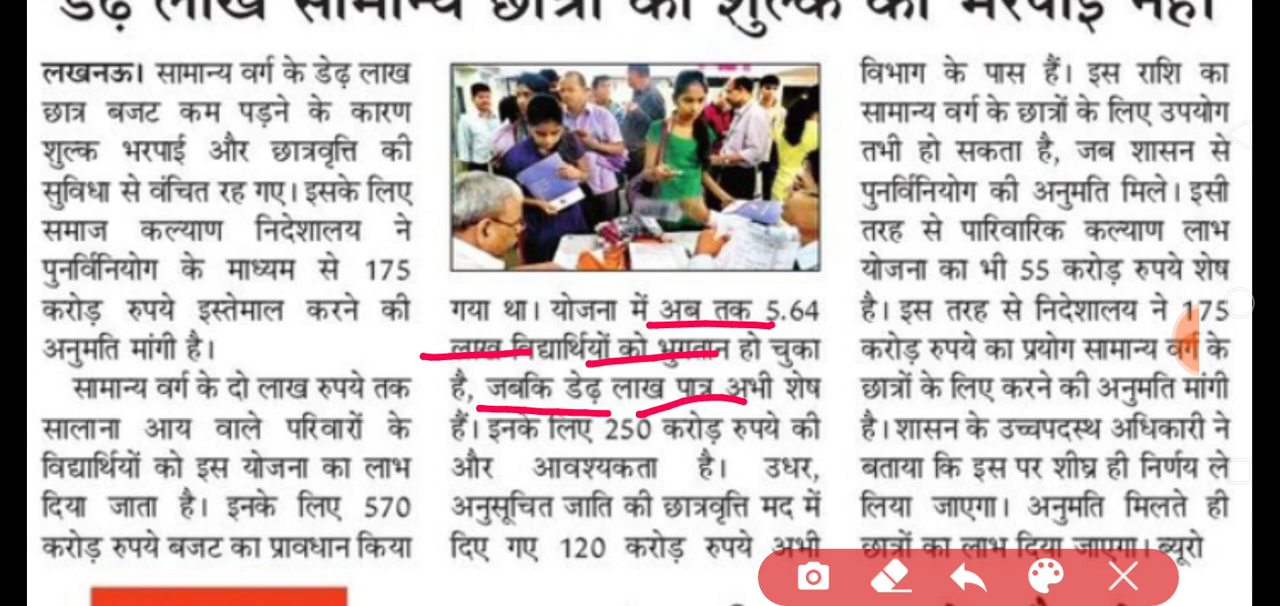 डेढ़ लाख सामान्य छात्रों की शुल्क की भरपाई नहीं
लखनऊ। सामान्य वर्ग के डेढ़ लाख
छात्र बजट कम पड़ने के कारण
शुल्क भरपाई और छात्रवृत्ति की
सुविधा से वंचित रह गए। इसके लिए
समाज कल्याण निदेशालय ने
पुनर्विनियोग के माध्यम से 175
करोड़ रुपये इस्तेमाल करने की
अनुमति मांगी है।
सामान्य वर्ग के दो लाख रुपये तक
सालाना आय वाले परिवारों के
विद्यार्थियों को इस योजना का लाभ
दिया जाता है। इनके लिए 570
करोड़ रुपये बजट का प्रावधान किया
गया था। योजना में अब तक 5.64
लाख विद्यार्थियों को भुगतान हो चुका
है, जबकि डेढ़ लाख पात्र अभी शेष
हैं। इनके लिए 250 करोड़ रुपये की
और आवश्यकता है। उधर,
अनुसूचित जाति की छात्रवृत्ति मद में
दिए गए 120 करोड़ रुपये अभी
विभाग के पास हैं। इस राशि का
सामान्य वर्ग के छात्रों के लिए उपयोग
तभी हो सकता है, जब शासन से
पुनर्विनियोग की अनुमति मिले। इसी
तरह से पारिवारिक कल्याण लाभ
योजना का भी 55 करोड़ रुपये शेष
है। इस तरह से निदेशालय ने 175
करोड़ रुपये का प्रयोग सामान्य वर्ग के
छात्रों के लिए करने की अनुमति मांगी
है। शासन के उच्चपदस्थ अधिकारी ने
बताया कि इस पर शीघ्र ही निर्णय ले
लिया जाएगा। अनुमति मिलते ही
छात्रों को लाभ दिया जाएगा। ब्यूरो